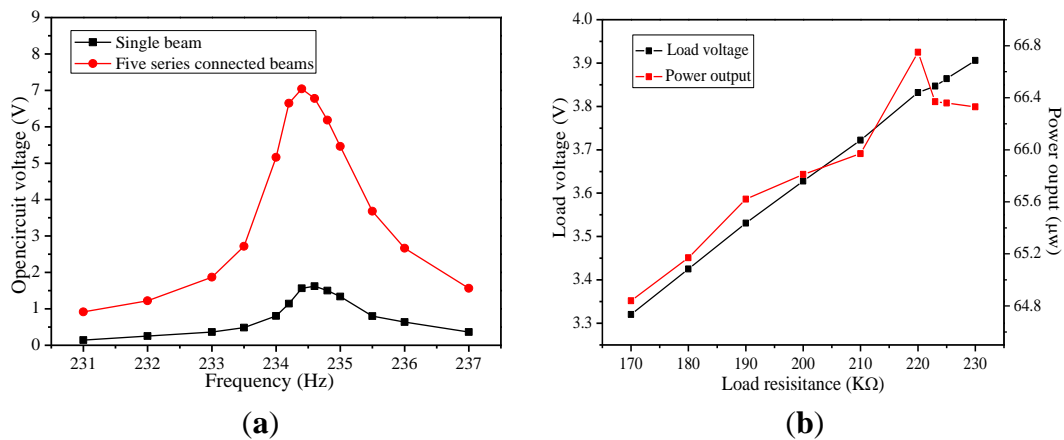 9
8
7
6
5
4
3
2
1
0
Opencircuit voltage (V)
Single beam
Five series connected beams
231 232 233 234 235 236 237
Frequency (Hz)
(a)
4.0
3.9
3.8
3.7
3.6
3.5
3.4
3.3
Load voltage (V)
Load voltage
Power output
66.8
66.4
66.0
65.6
65.2
64.8
Power ouput (μw)
170 180 190 200 210 220 230
Load resisitance (KΩ)
(b)